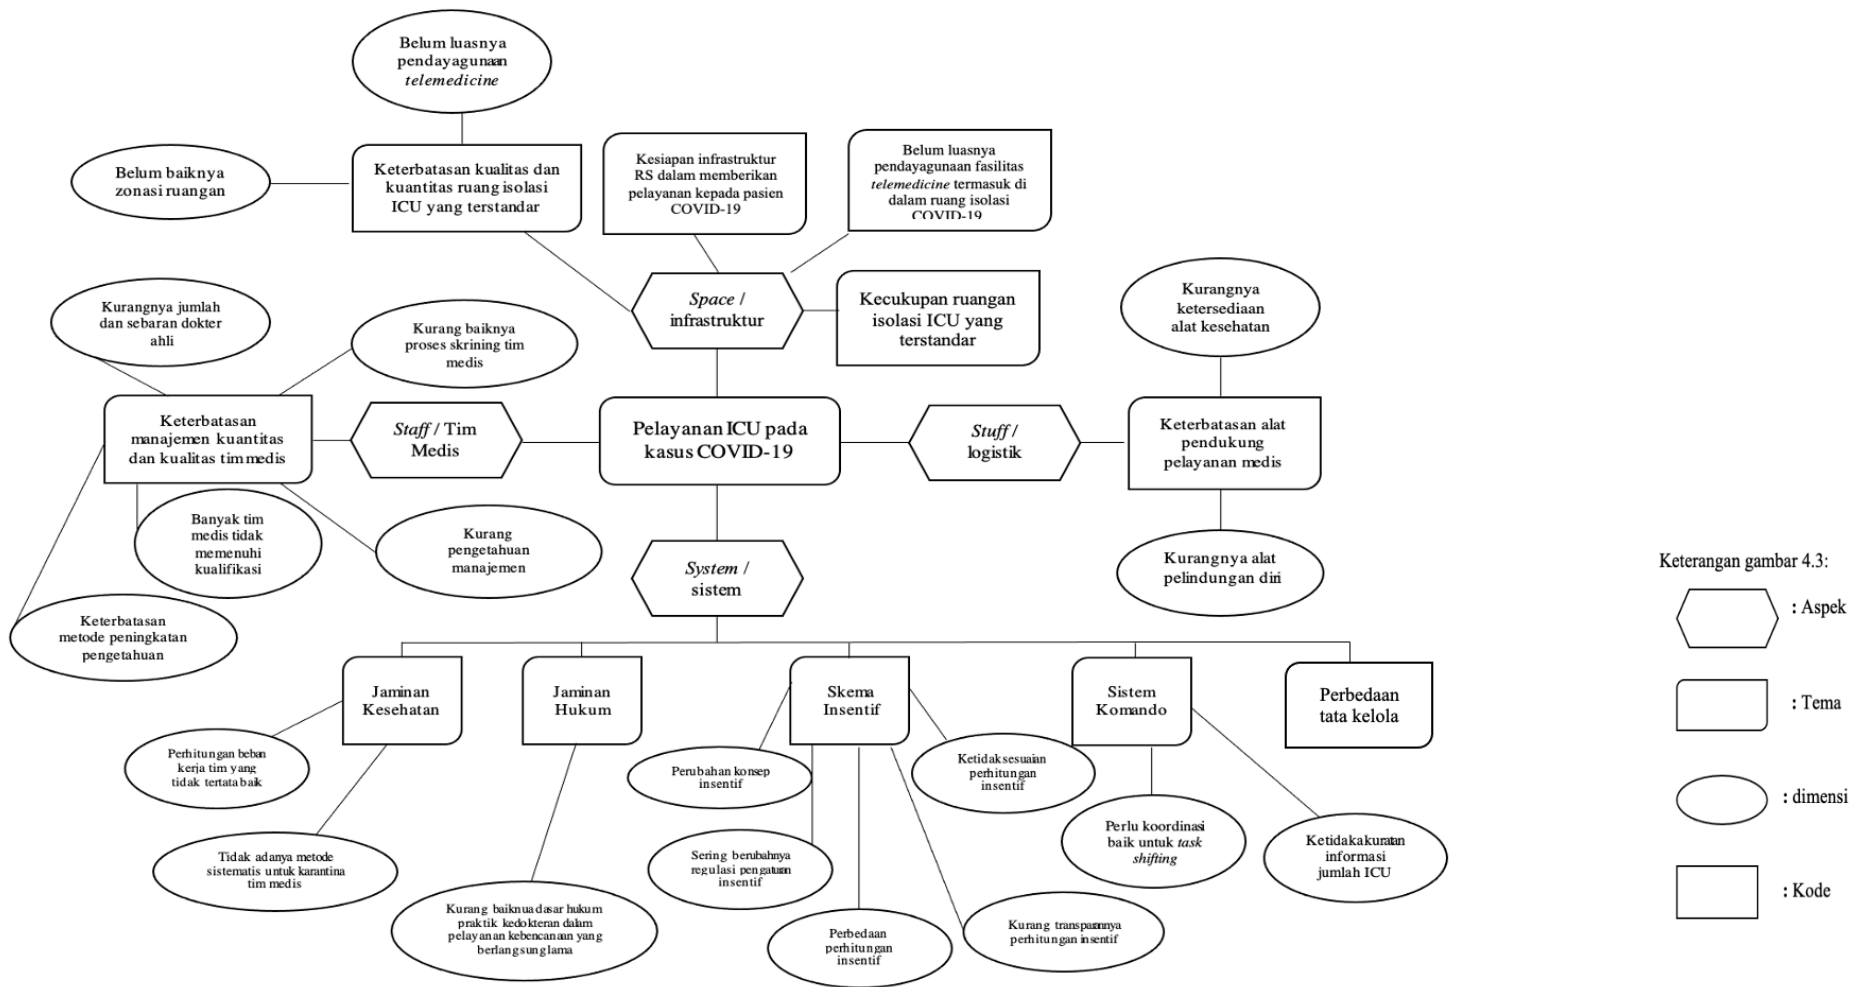 Belum luasnya
pendayagunaan
telemedicine
Belum baiknya
zonasi ruangan
Keterbatasan kualitas dan
kuantitas ruang isolasi
ICU yang terstandar
Kesiapan infrastruktur
RS dalam memberikan
pelayanan kepada pasien
COVID-19
Belum luasnya
pendayagunaan fasilitas
telemedicine termasuk di
dalam ruang isolasi
COVID-19
Space /
infrastruktur
Kecukupan ruangan
isolasi ICU yang
terstandar
Kurangnya
ketersediaan
alat kesehatan
Kurangnya jumlah
dan sebaran dokter
ahli
Kurang baiknya
proses skrining tim
medis
Keterbatasan
manajemen kuantitas
dan kualitas tim medis
Staff / Tim
Medis
Pelayanan ICU pada
kasus COVID-19
Stuff /
logistik
Keterbatasan alat
pendukung
pelayanan medis
Banyak tim
medis tidak
memenuhi
kualifikasi
Kurang
pengetahuan
manajemen
System /
sistem
Kurangnya alat
pelindungan diri
Keterbatasan
metode peningkatan
pengetahuan
Jaminan
Kesehatan
Jaminan
Hukum
Skema
Insentif
Sistem
Komando
Perbedaan
tata kelola
Perhitungan beban
kerja tim yang
tidak tertata baik
Perubahan konsep
insentif
Ketidaksesuaian
perhitungan
insentif
Tidak adanya metode
sistematis untuk karantina
tim medis
Sering berubahnya
regulasi pengatuan
insentif
Perlu koordinasi
baik untuk task
shifting
Ketidakakuratan
informasi
jumlah ICU
Kurang baiknua dasar hukum
praktik kedokteran dalam
pelayanan kebencanaan yang
berlangsung lama
Perbedaan
perhitungan
insentif
Kurang transparannya
perhitungan insentif
Keterangan gambar 4.3:
: Aspek
: Tema
: dimensi
: Kode